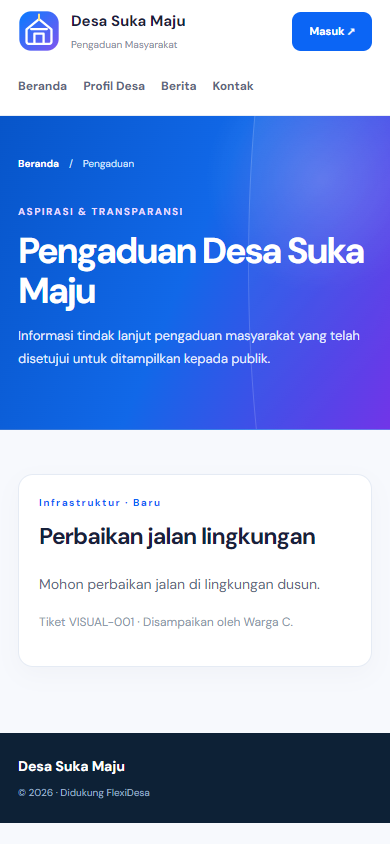 Desa Suka Maju
Pengaduan Masyarakat
Masuk ↗
Beranda Profil Desa Berita Kontak
Beranda / Pengaduan
ASPIRASI & TRANSPARANSI
Pengaduan Desa Suka
Maju
Informasi tindak lanjut pengaduan masyarakat yang telah
disetujui untuk ditampilkan kepada publik.
Infrastruktur · Baru
Perbaikan jalan lingkungan
Mohon perbaikan jalan di lingkungan dusun.
Tiket VISUAL-001 · Disampaikan oleh Warga C.
Desa Suka Maju
© 2026 · Didukung FlexiDesa